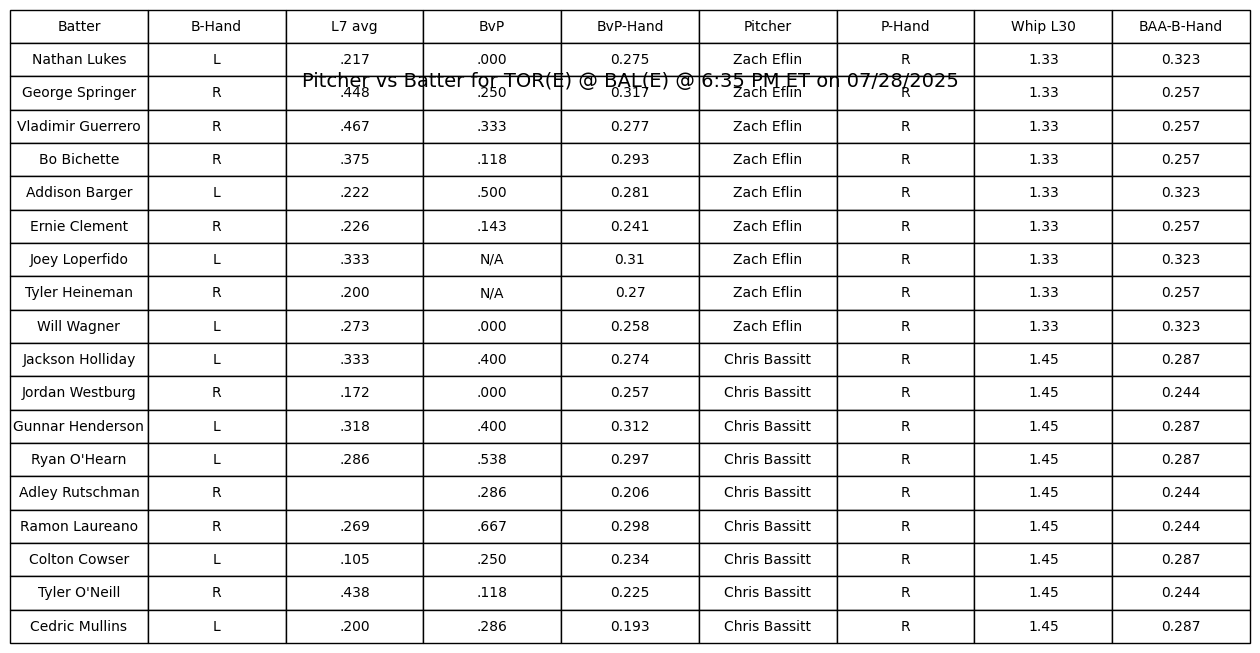 Batter B-Hand L7 avg BvP BvP-Hand Pitcher P-Hand Whip L30 BAA-B-Hand
Nathan Lukes L .217 .000 0.275 Zach Eflin R 1.33 0.323
Pitcher vs Batter for TOR(E) @ BAL(E) @ 6:35 PM ET on 07/28/2025
George Springer R .448 .250 0.317 Zach Eflin R 1.33 0.257
Vladimir Guerrero R .467 .333 0.277 Zach Eflin R 1.33 0.257
Bo Bichette R .375 .118 0.293 Zach Eflin R 1.33 0.257
Addison Barger L .222 .500 0.281 Zach Eflin R 1.33 0.323
Ernie Clement R .226 .143 0.241 Zach Eflin R 1.33 0.257
Joey Loperfido L .333 N/A 0.31 Zach Eflin R 1.33 0.323
Tyler Heineman R .200 N/A 0.27 Zach Eflin R 1.33 0.257
Will Wagner L .273 .000 0.258 Zach Eflin R 1.33 0.323
Jackson Holliday L .333 .400 0.274 Chris Bassitt R 1.45 0.287
Jordan Westburg R .172 .000 0.257 Chris Bassitt R 1.45 0.244
Gunnar Henderson L .318 .400 0.312 Chris Bassitt R 1.45 0.287
Ryan O'Hearn L .286 .538 0.297 Chris Bassitt R 1.45 0.287
Adley Rutschman R .286 0.206 Chris Bassitt R 1.45 0.244
Ramon Laureano R .269 .667 0.298 Chris Bassitt R 1.45 0.244
Colton Cowser L .105 .250 0.234 Chris Bassitt R 1.45 0.287
Tyler O'Neill R .438 .118 0.225 Chris Bassitt R 1.45 0.244
Cedric Mullins L .200 .286 0.193 Chris Bassitt R 1.45 0.287